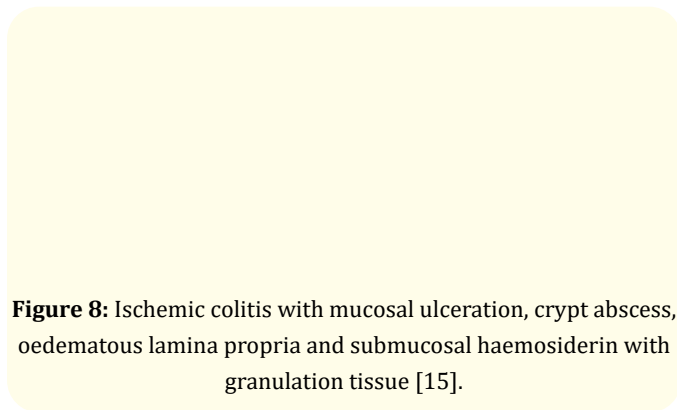 Figure 8: Ischemic colitis with mucosal ulceration, crypt abscess,
oedematous lamina propria and submucosal haemosiderin with
granulation tissue [15].